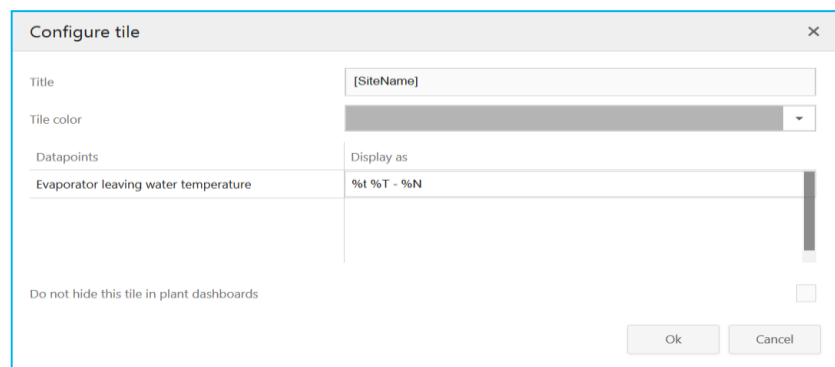 Configure tile ×
Title [SiteName]
Tile color
Datapoints Display as
Evaporator leaving water temperature %t %T - %N
Do not hide this tile in plant dashboards
Ok Cancel